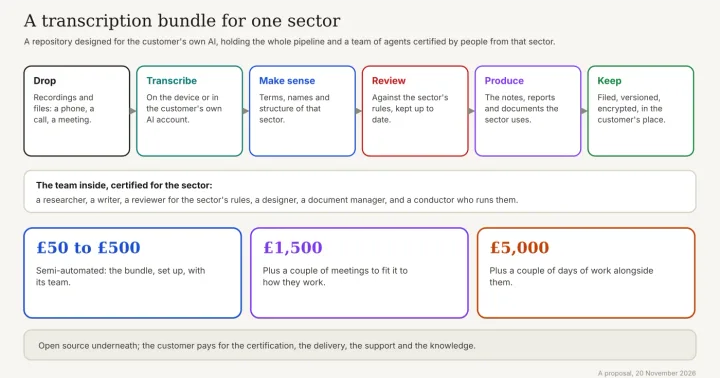 A transcription bundle for one sector
A repository designed for the customer's own AI, holding the whole pipeline and a team of agents certified by people from that sector.
Drop
Recordings and
files: a phone, a
call, a meeting.
Transcribe
On the device or in
the customer's own
AI account.
Make sense
Terms, names and
structure of that
sector.
Review
Against the sector's
rules, kept up to
date.
Produce
The notes, reports
and documents the
sector uses.
Keep
Filed, versioned,
encrypted, in the
customer's place.
The team inside, certified for the sector:
a researcher, a writer, a reviewer for the sector's rules, a designer, a document manager, and a conductor who runs them.
£50 to £500
Semi-automated: the bundle, set up, with
its team.
£1,500
Plus a couple of meetings to fit it to
how they work.
£5,000
Plus a couple of days of work alongside
them.
Open source underneath; the customer pays for the certification, the delivery, the support and the knowledge.
A proposal, 20 November 2026